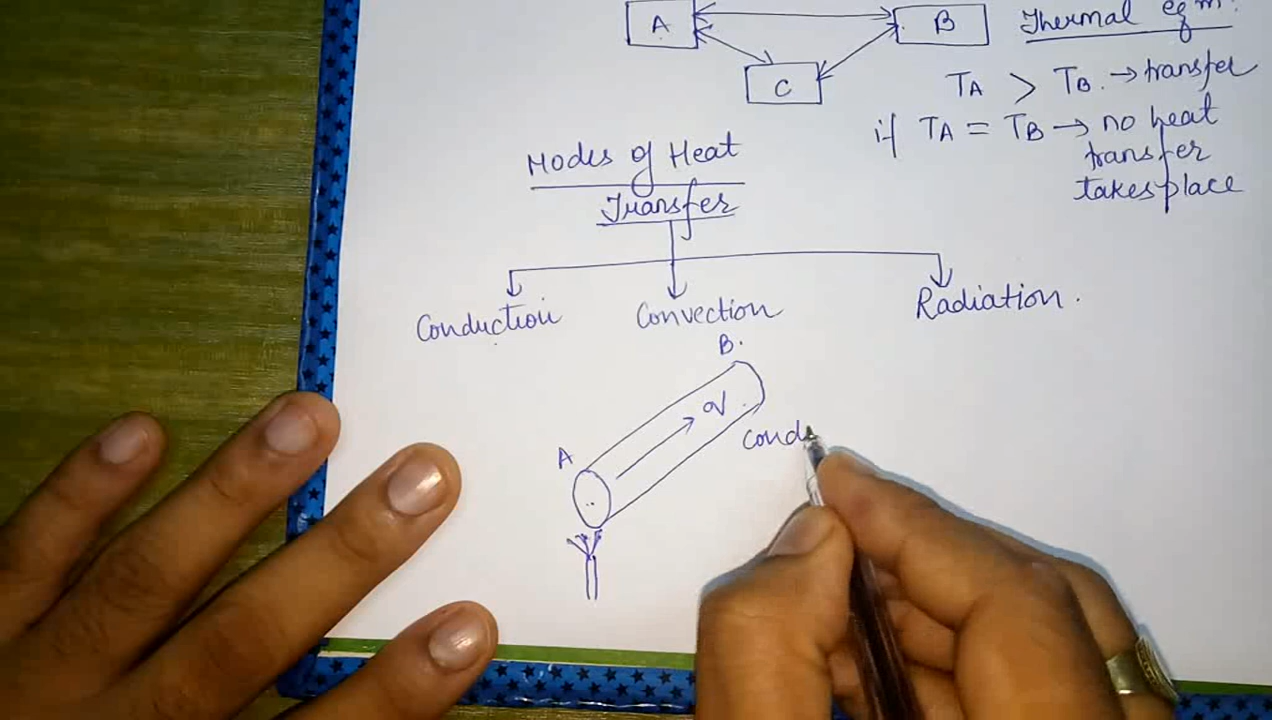 A
B
C
Thermal eqm.
TA > TB. → transfer
if TA = TB → no heat
transfer
takes place
Modes of Heat
Transfer
Conduction
Convection
Radiation.
B.
A
Cond